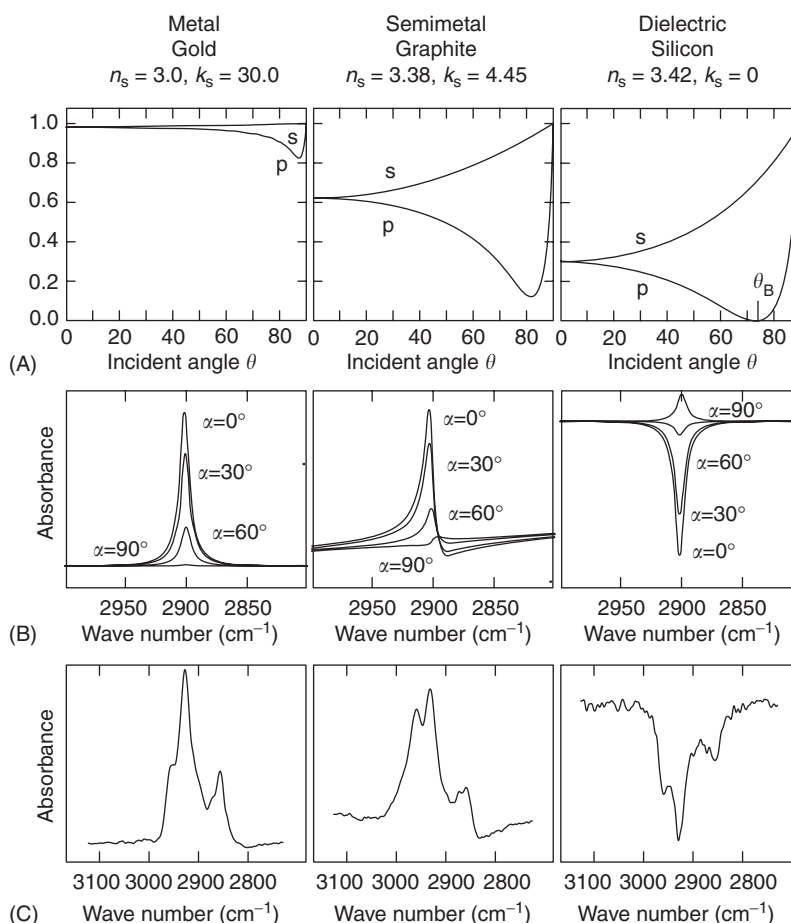 Metal
Gold
nₛ = 3.0, kₛ = 30.0
Semimetal
Graphite
nₛ = 3.38, kₛ = 4.45
Dielectric
Silicon
nₛ = 3.42, kₛ = 0
1.0
0.8
0.6
0.4
0.2
0.0
s
p
s
p
s
p
θB
0 20 40 60 80
0 20 40 60 80
0 20 40 60 80
(A)
Incident angle θ
Incident angle θ
Incident angle θ
Absorbance
α=0°
α=30°
α=60°
α=90°
α=0°
α=30°
α=60°
α=90°
α=90°
α=60°
α=30°
α=0°
2950 2900 2850
2950 2900 2850
2950 2900 2850
(B)
Wave number (cm⁻¹)
Wave number (cm⁻¹)
Wave number (cm⁻¹)
Absorbance
3100 3000 2900 2800
3100 3000 2900 2800
3100 3000 2900 2800
(C)
Wave number (cm⁻¹)
Wave number (cm⁻¹)
Wave number (cm⁻¹)